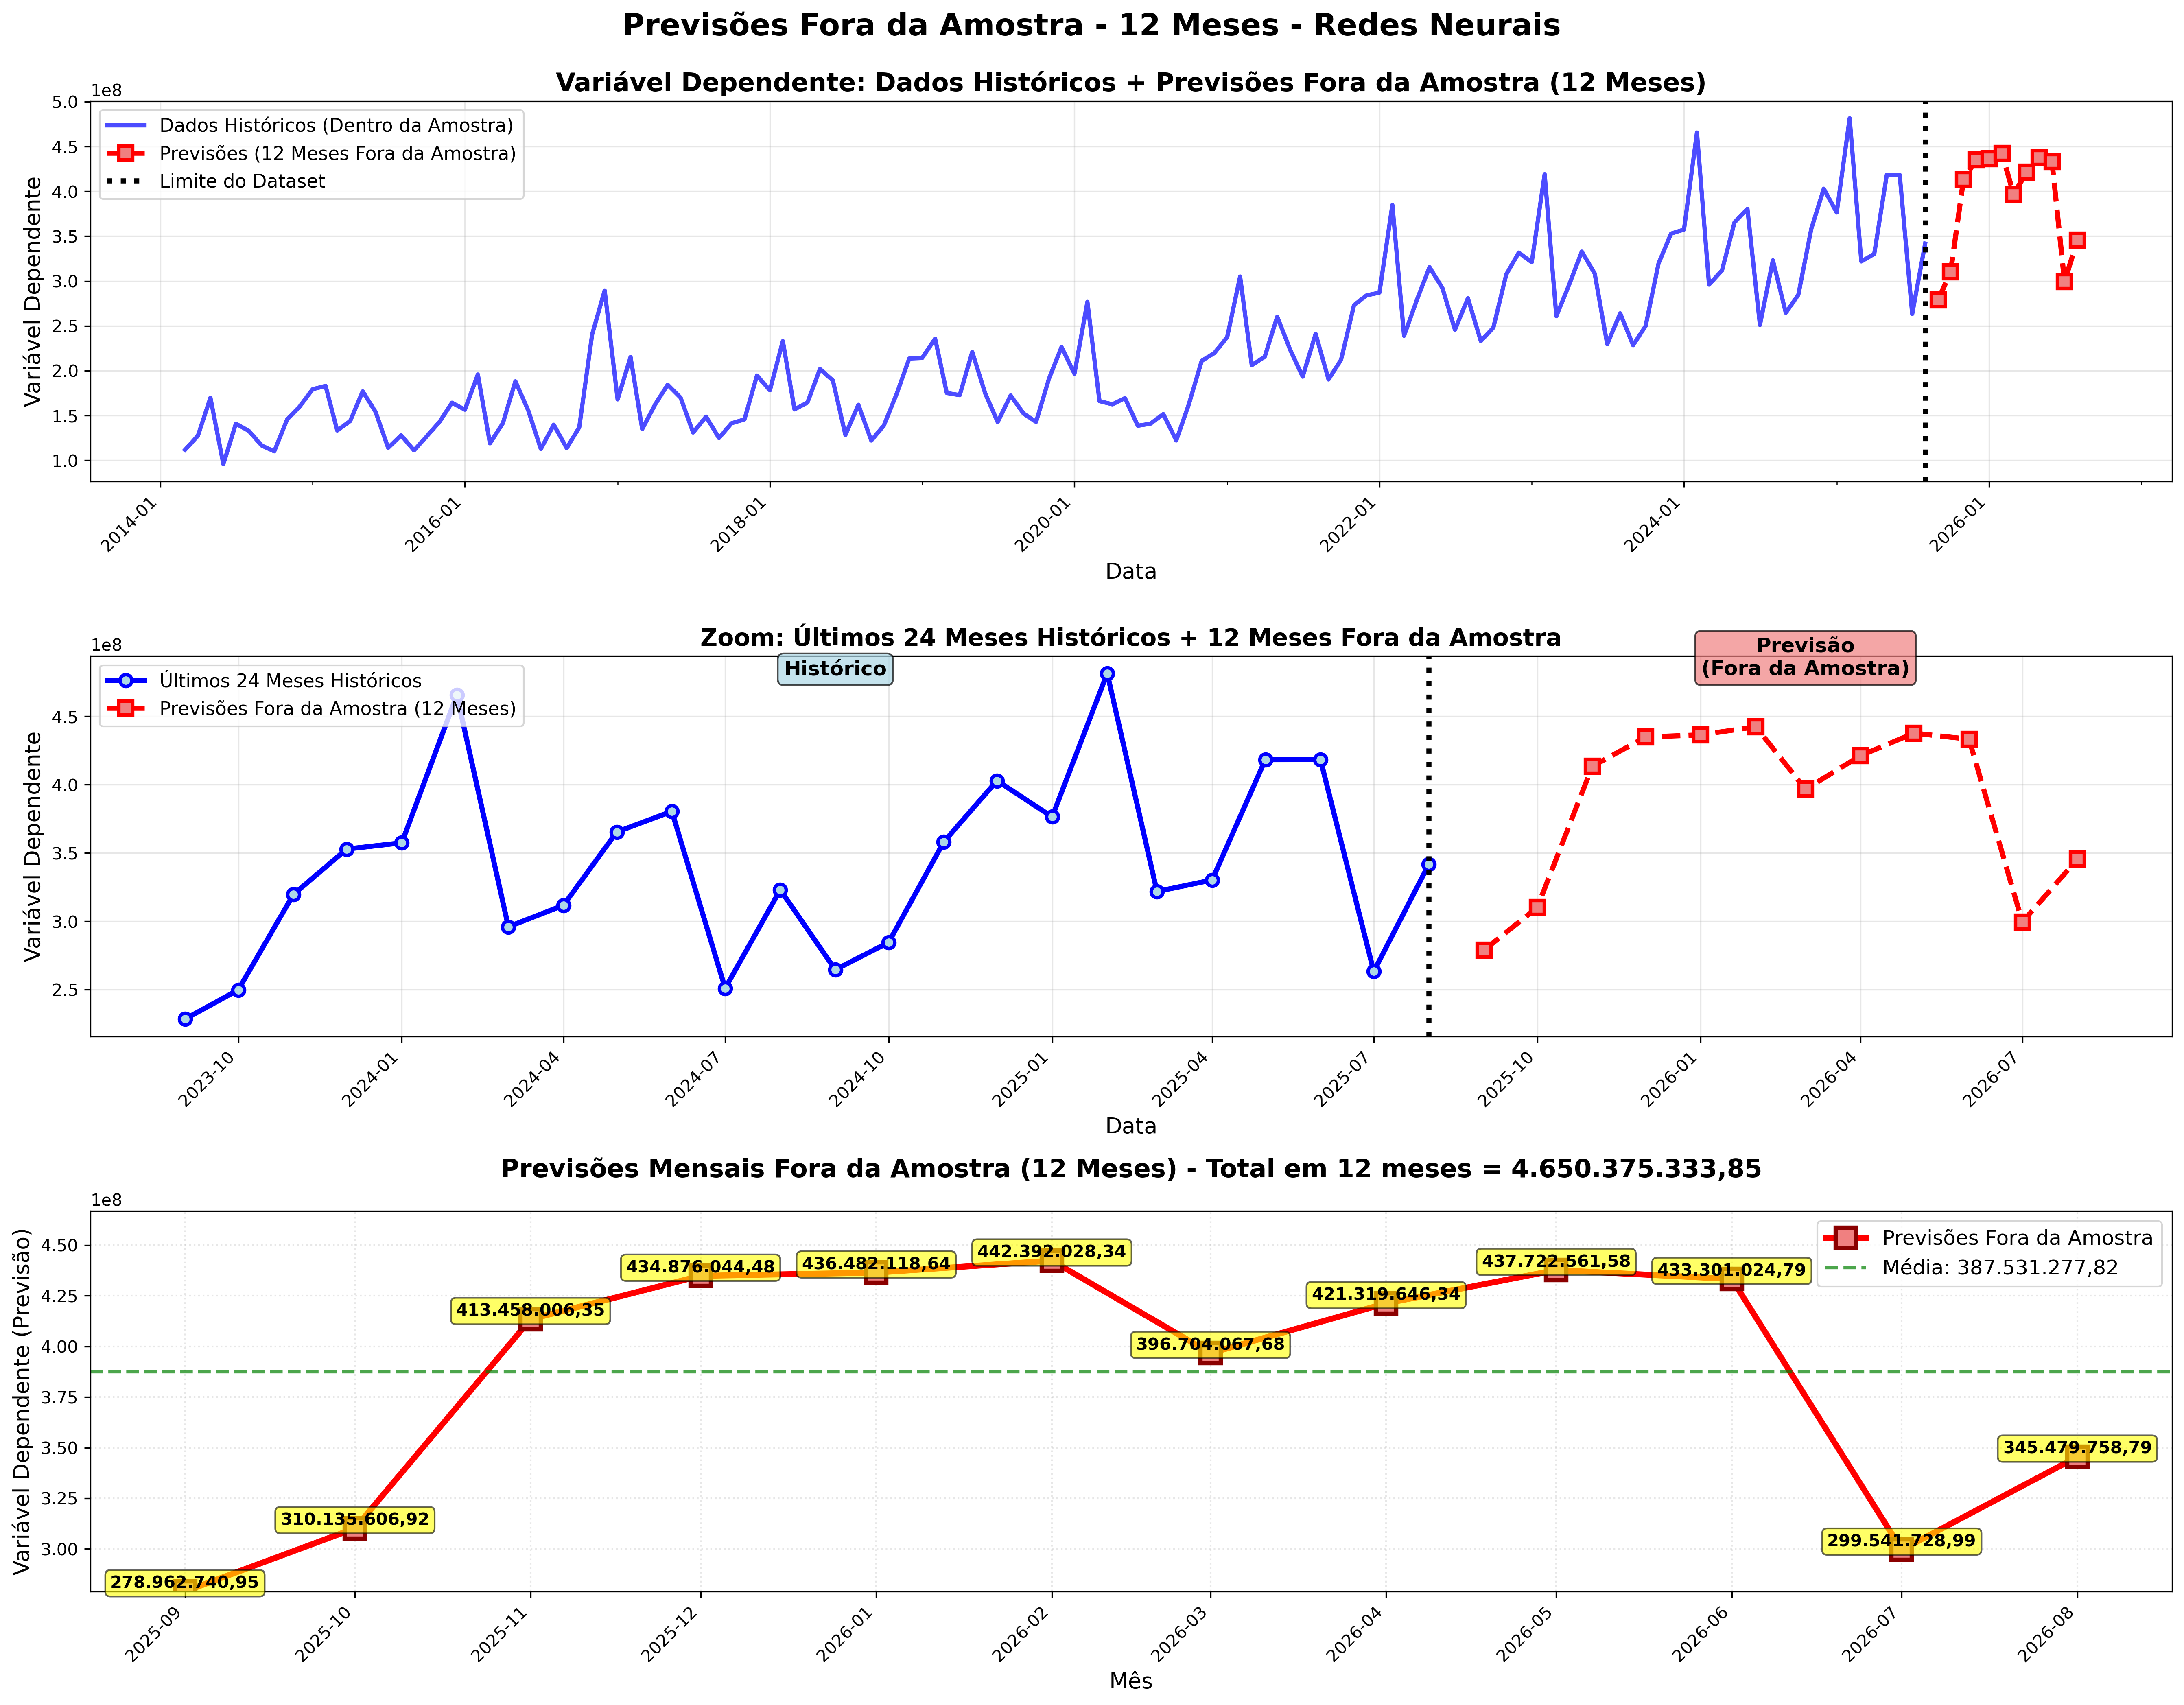 Previsões Fora da Amostra - 12 Meses - Redes Neurais
Variável Dependente: Dados Históricos + Previsões Fora da Amostra (12 Meses)
1e8
Dados Históricos (Dentro da Amostra)
Previsões (12 Meses Fora da Amostra)
Limite do Dataset
Variável Dependente
5.0
4.5
4.0
3.5
3.0
2.5
2.0
1.5
1.0
2014-01
2016-01
2018-01
2020-01
2022-01
2024-01
2026-01
Data
Zoom: Últimos 24 Meses Históricos + 12 Meses Fora da Amostra
1e8
Últimos 24 Meses Históricos
Previsões Fora da Amostra (12 Meses)
Histórico
Previsão
(Fora da Amostra)
Variável Dependente
4.5
4.0
3.5
3.0
2.5
2023-10
2024-01
2024-04
2024-07
2024-10
2025-01
2025-04
2025-07
2025-10
2026-01
2026-04
2026-07
Data
Previsões Mensais Fora da Amostra (12 Meses) - Total em 12 meses = 4.650.375.333,85
1e8
Previsões Fora da Amostra
Média: 387.531.277,82
Variável Dependente (Previsão)
4.50
4.25
4.00
3.75
3.50
3.25
3.00
278.962.740,95
310.135.606,92
413.458.006,35
434.876.044,48
436.482.118,64
442.392.028,34
396.704.067,68
421.319.646,34
437.722.561,58
433.301.024,79
299.541.728,99
345.479.758,79
2025-09
2025-10
2025-11
2025-12
2026-01
2026-02
2026-03
2026-04
2026-05
2026-06
2026-07
2026-08
Mês